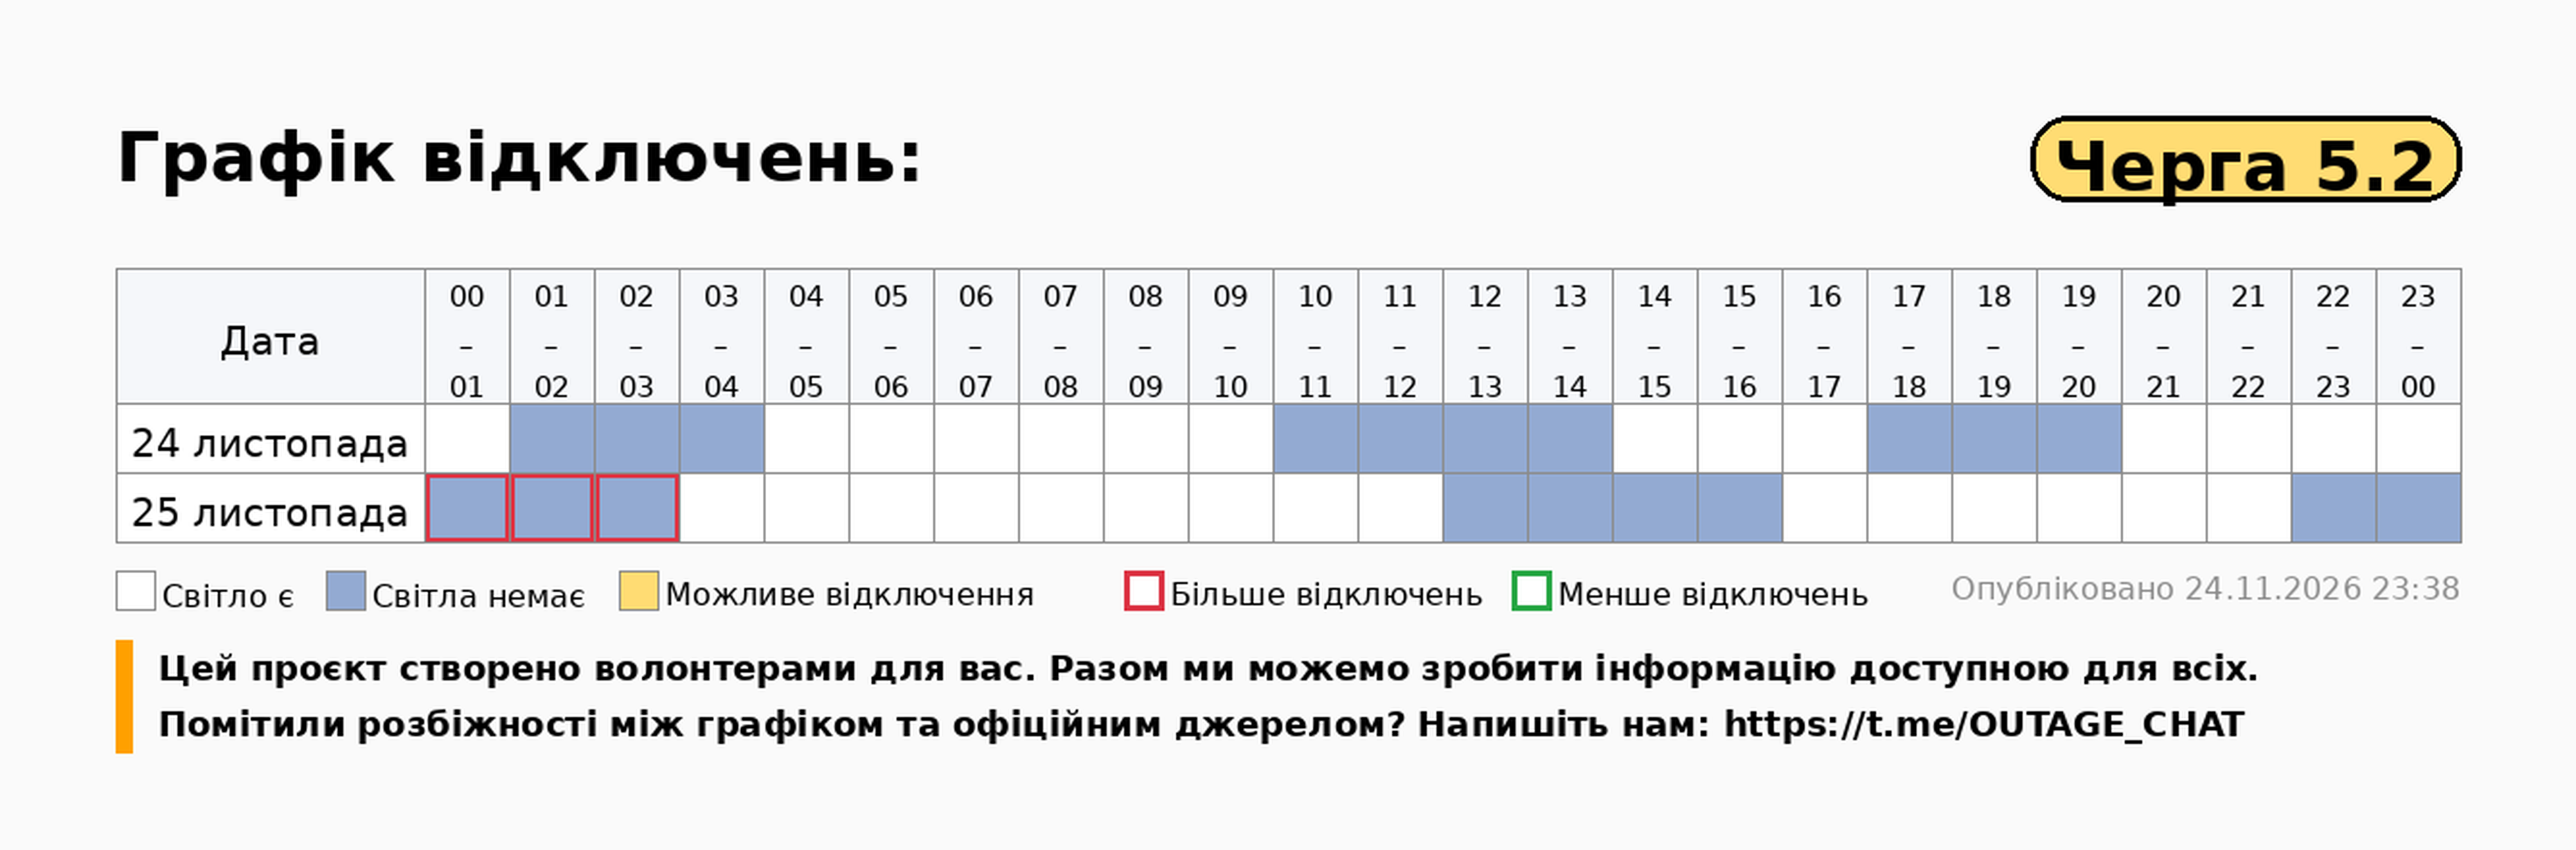 Графік відключень:
Черга 5.2
Дата
00 – 01
01 – 02
02 – 03
03 – 04
04 – 05
05 – 06
06 – 07
07 – 08
08 – 09
09 – 10
10 – 11
11 – 12
12 – 13
13 – 14
14 – 15
15 – 16
16 – 17
17 – 18
18 – 19
19 – 20
20 – 21
21 – 22
22 – 23
23 – 00
24 листопада
25 листопада
Світло є
Світла немає
Можливе відключення
Більше відключень
Менше відключень
Опубліковано 24.11.2026 23:38
Цей проєкт створено волонтерами для вас. Разом ми можемо зробити інформацію доступною для всіх.
Помітили розбіжності між графіком та офіційним джерелом? Напишіть нам: https://t.me/OUTAGE_CHAT